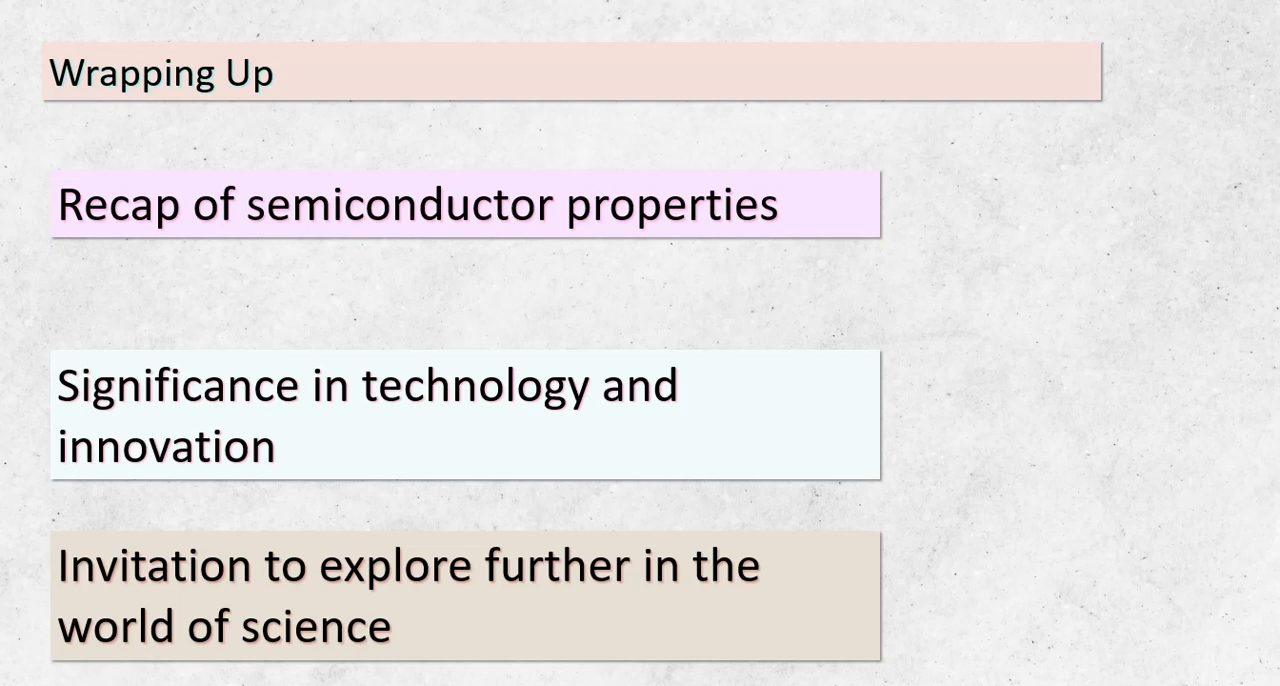 Wrapping Up
Recap of semiconductor properties
Significance in technology and
innovation
Invitation to explore further in the
world of science